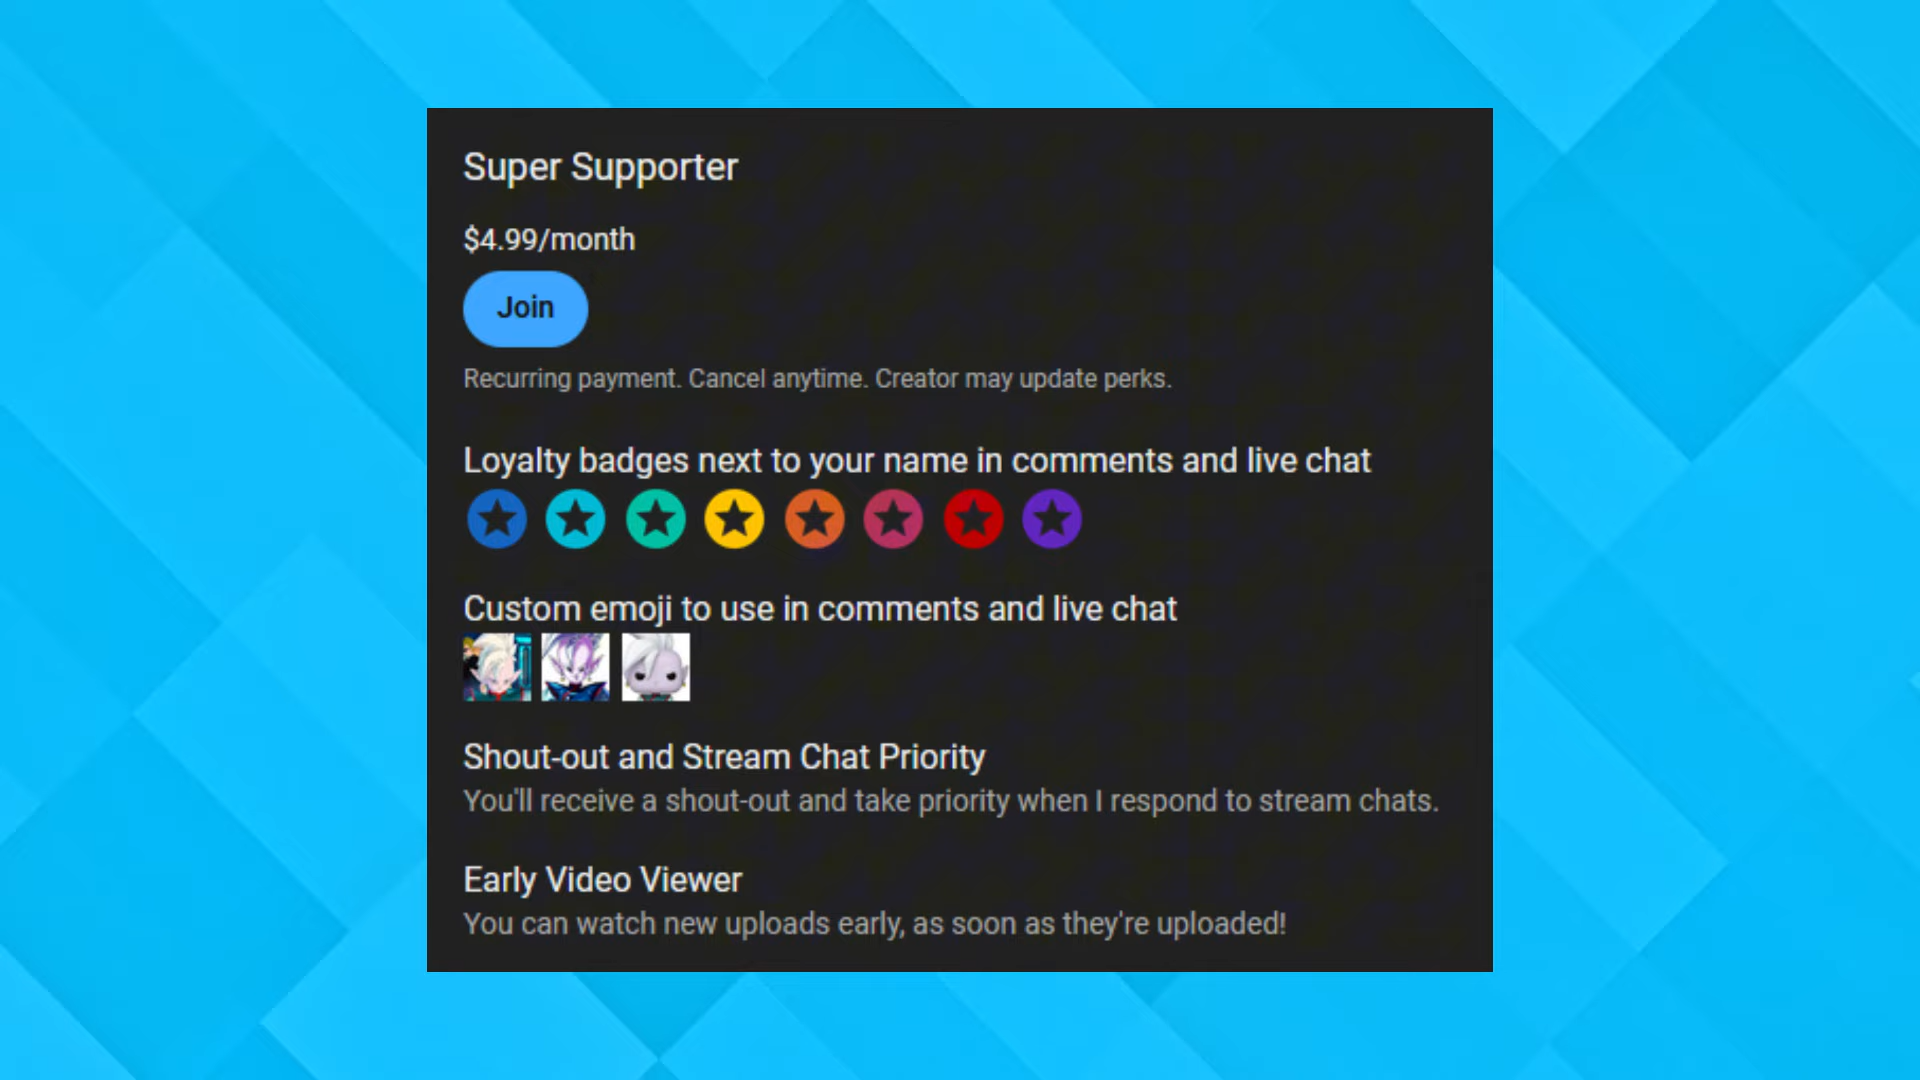 Super Supporter
$4.99/month
Join
Recurring payment. Cancel anytime. Creator may update perks.
Loyalty badges next to your name in comments and live chat
Custom emoji to use in comments and live chat
Shout-out and Stream Chat Priority
You'll receive a shout-out and take priority when I respond to stream chats.
Early Video Viewer
You can watch new uploads early, as soon as they're uploaded!